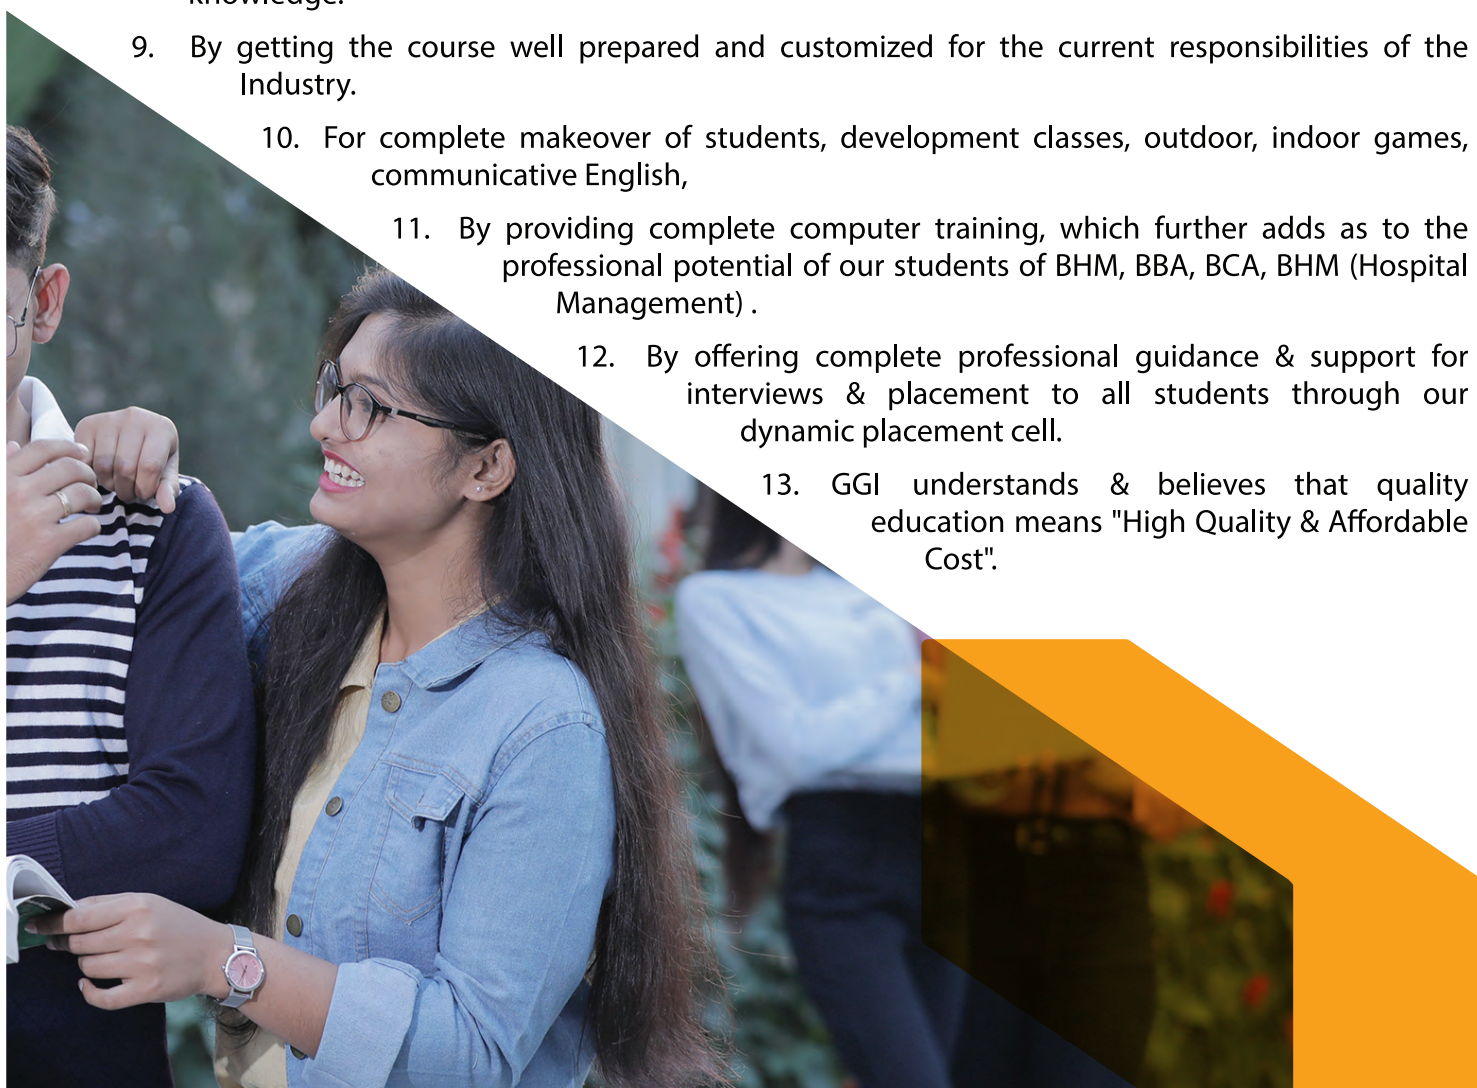 knowledge.
9. By getting the course well prepared and customized for the current responsibilities of the
Industry.
10. For complete makeover of students, development classes, outdoor, indoor games,
communicative English,
11. By providing complete computer training, which further adds as to the
professional potential of our students of BHM, BBA, BCA, BHM (Hospital
Management) .
12. By offering complete professional guidance & support for
interviews & placement to all students through our
dynamic placement cell.
13. GGI understands & believes that quality
education means "High Quality & Affordable
Cost".